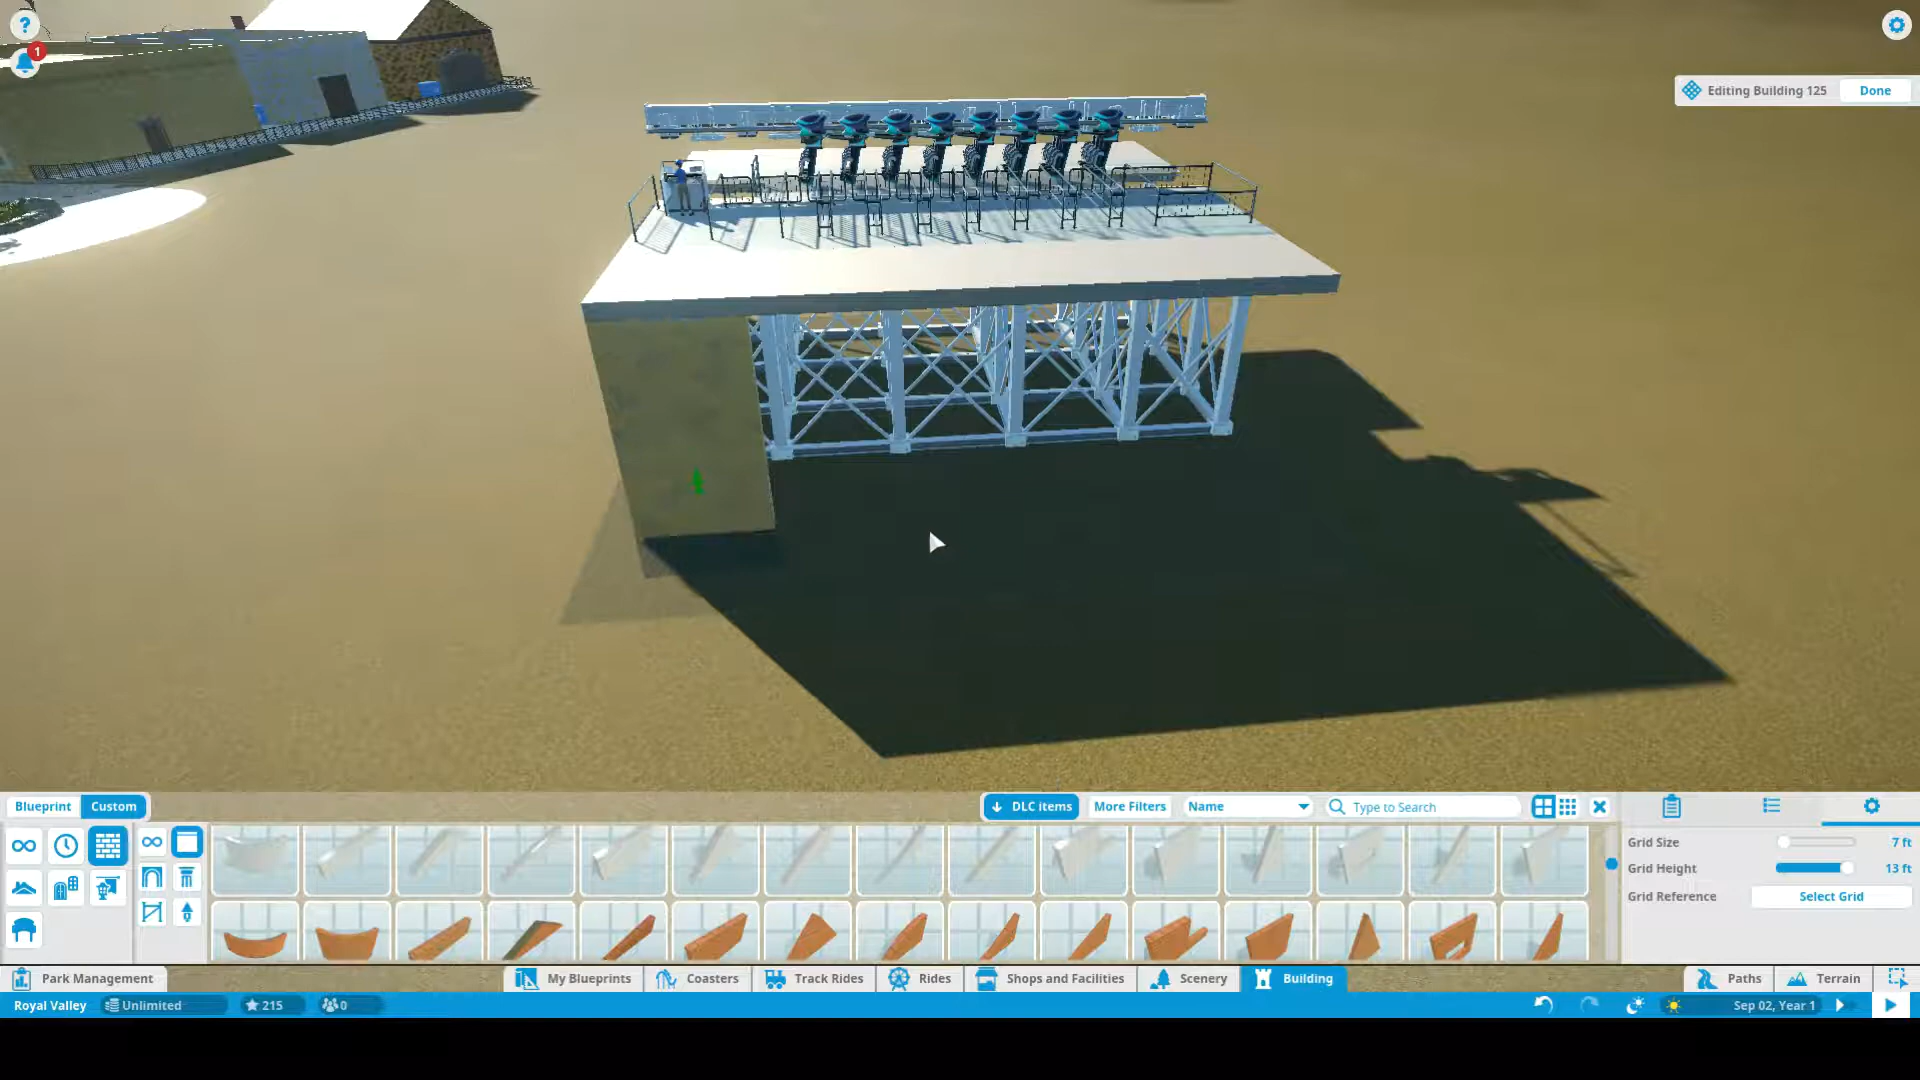 ?
1
Editing Building 125
Done
Blueprint
Custom
DLC items
More Filters
Name
Type to Search
Grid Size
7 ft
Grid Height
13 ft
Grid Reference
Select Grid
Park Management
My Blueprints
Coasters
Track Rides
Rides
Shops and Facilities
Scenery
Building
Paths
Terrain
Royal Valley
Unlimited
215
0
Sep 02, Year 1